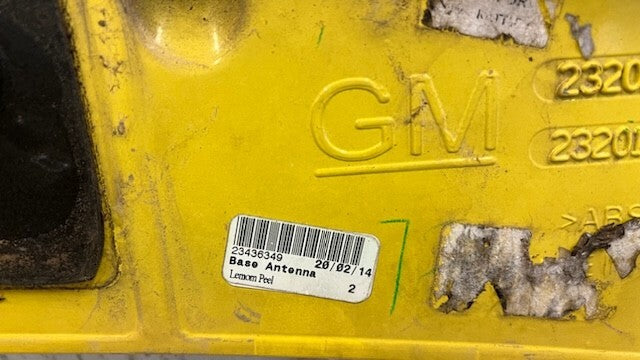 GM
2320
2320
>ABS
23436349 20/02/14
Base Antenna
Lemom Peel 2